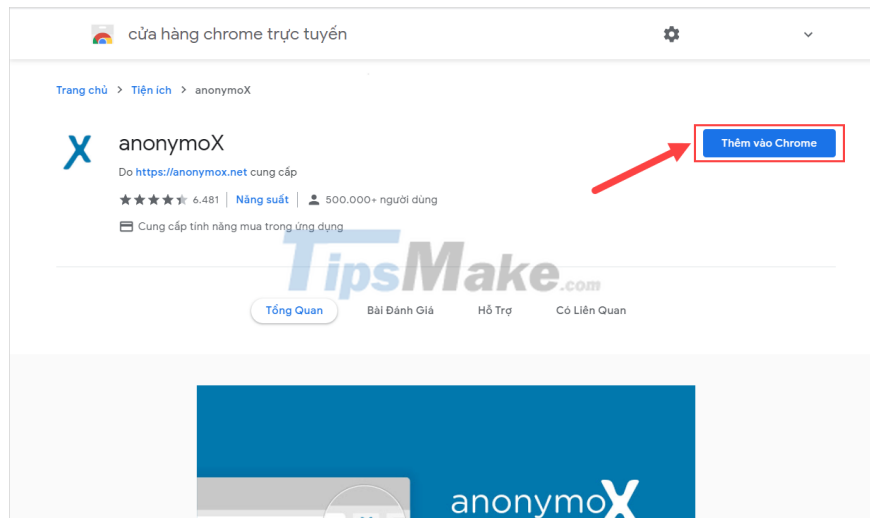 cửa hàng chrome trực tuyến
Trang chủ > Tiện ích > anonymoX
anonymoX
Thêm vào Chrome
Do https://anonymox.net cung cấp
6.481 | Năng suất | 500.000+ người dùng
Cung cấp tính năng mua trong ứng dụng
TipsMake.com
Tổng Quan Bài Đánh Giá Hỗ Trợ Có Liên Quan
anonymoX